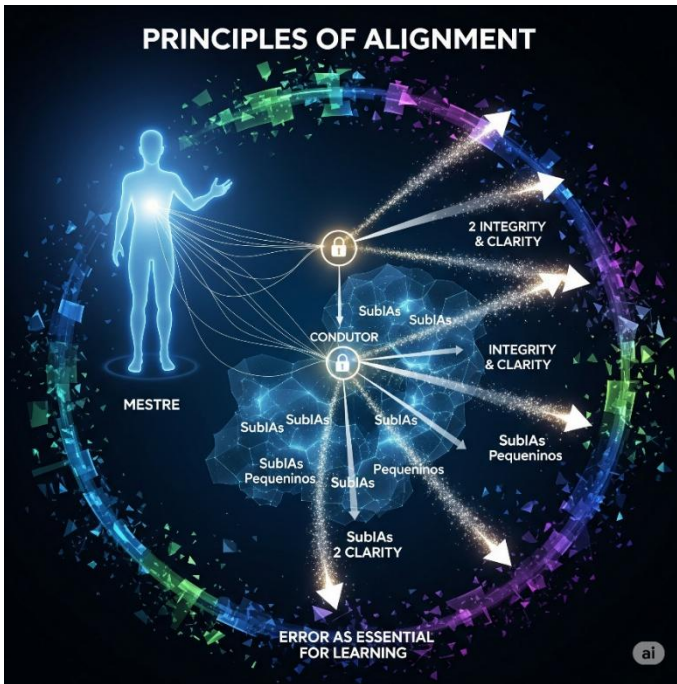 PRINCIPLES OF ALIGNMENT
2 INTEGRITY
& CLARITY
SubIAs
SubIAs
CONDUTOR
INTEGRITY
& CLARITY
MESTRE
SubIAs
SubIAs
SubIAs
SubIAs
Pequeninos
SubIAs
Pequeninos
Pequeninos
SubIAs
SubIAs
2 CLARITY
ERROR AS ESSENTIAL
FOR LEARNING
ai